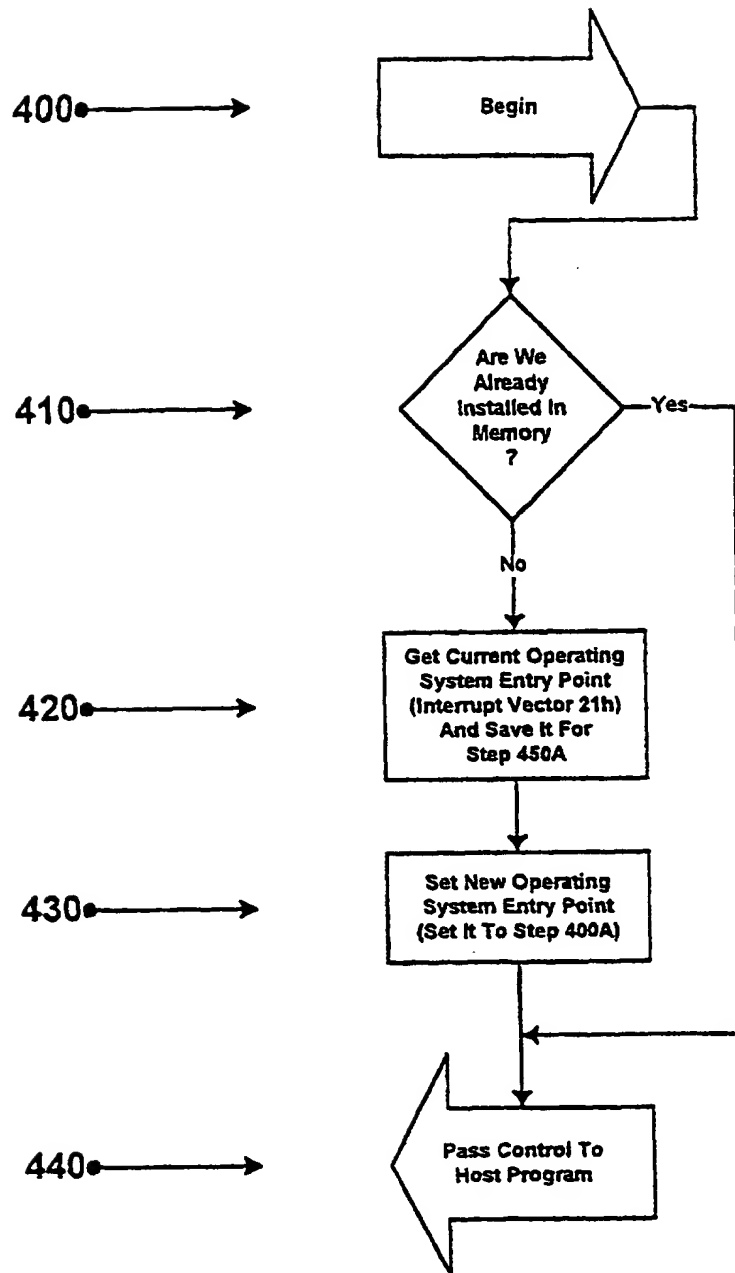 400
Begin
410
Are We
Already
Installed In
Memory
?
Yes
No
420
Get Current Operating
System Entry Point
(Interrupt Vector 21h)
And Save It For
Step 450A
430
Set New Operating
System Entry Point
(Set It To Step 400A)
440
Pass Control To
Host Program